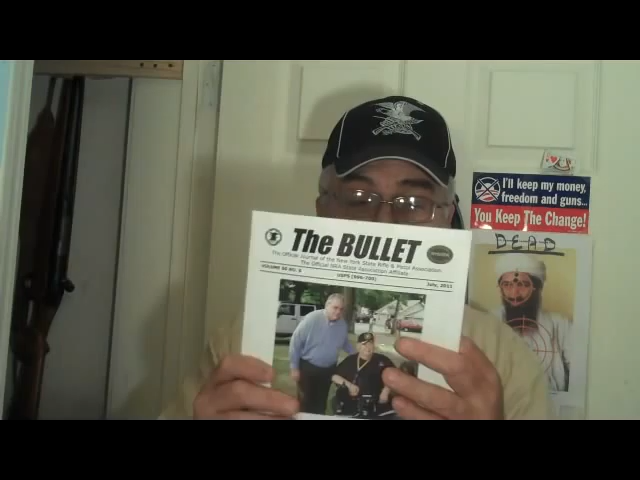 I'll keep my money,
freedom and guns...
You Keep The Change!
DEAD
The BULLET
The Official Journal of the New York State Rifle & Pistol Association
The Official NRA State Association Affiliate
July, 2011